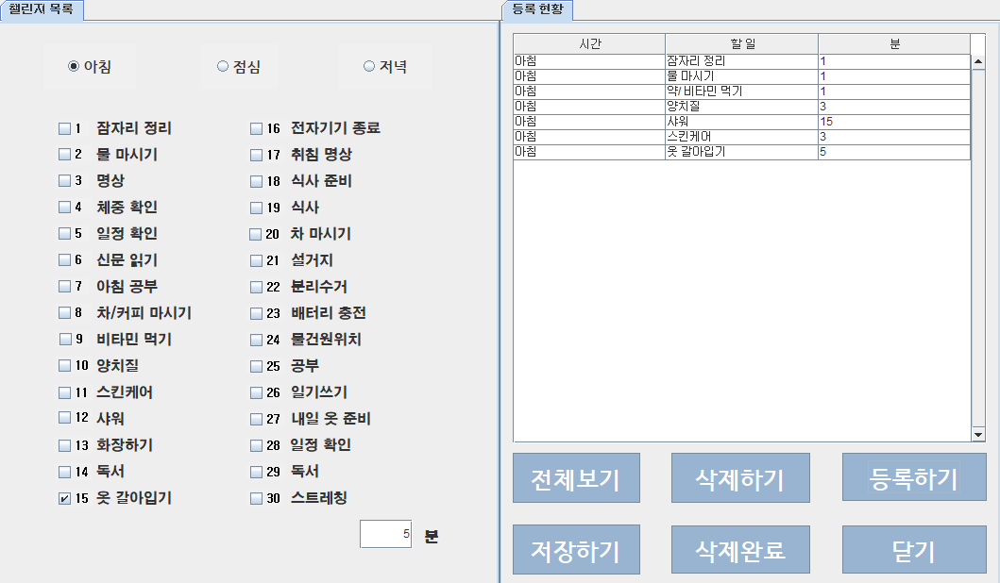 챌린저 목록
아침
점심
저녁
1 잠자리 정리
2 물 마시기
3 명상
4 체중 확인
5 일정 확인
6 신문 읽기
7 아침 공부
8 차/커피 마시기
9 비타민 먹기
10 양치질
11 스킨케어
12 샤워
13 화장하기
14 독서
15 옷 갈아입기
16 전자기기 종료
17 취침 명상
18 식사 준비
19 식사
20 차 마시기
21 설거지
22 분리수거
23 배터리 충전
24 물건원위치
25 공부
26 일기쓰기
27 내일 옷 준비
28 일정 확인
29 독서
30 스트레칭
5 분
등록 현황
시간 할 일 분
아침 잠자리 정리 1
아침 물 마시기 1
아침 약/ 비타민 먹기 1
아침 양치질 3
아침 샤워 15
아침 스킨케어 3
아침 옷 갈아입기 5
전체보기 삭제하기 등록하기
저장하기 삭제완료 닫기